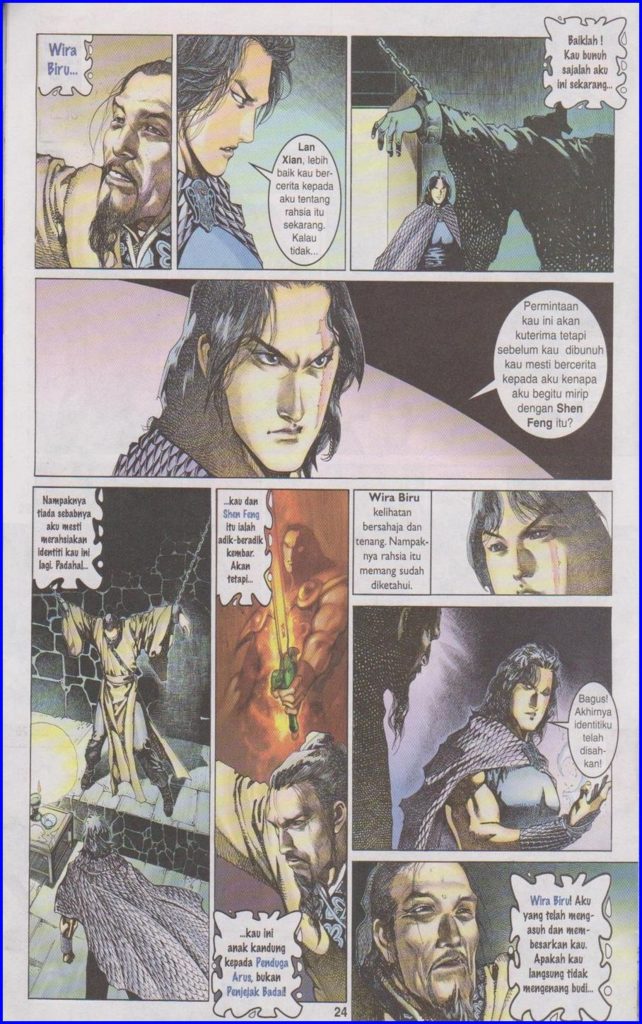 Wira
Biru...
Lan
Xian, lebih
baik kau ber-
cerita kepada
aku tentang
rahsia itu
sekarang.
Kalau
tidak...
Baiklah !
Kau bunuh
sajalah aku
ini sekarang...
Permintaan
kau ini akan
kuterima tetapi
sebelum kau dibunuh
kau mesti bercerita
kepada aku kenapa
aku begitu mirip
dengan Shen
Feng itu?
Nampaknya
tiada sebabnya
aku mesti
merahsiakan
identiti kau ini
lagi. Padahal...
...kau dan
Shen Feng
itu ialah
adik-beradik
kembar.
Akan
tetapi...
...kau ini
anak kandung
kepada Penduga
Arus, bukan
Penjejak Badai!
Wira Biru
kelihatan
bersahaja dan
tenang. Nampak-
nya rahsia itu
memang sudah
diketahui.
Bagus!
Akhirnya
identitiku
telah
disah-
kan!
Wira Biru! Aku
yang telah meng-
asuh dan mem-
besarkan kau.
Apakah kau
langsung tidak
mengenang budi...
24